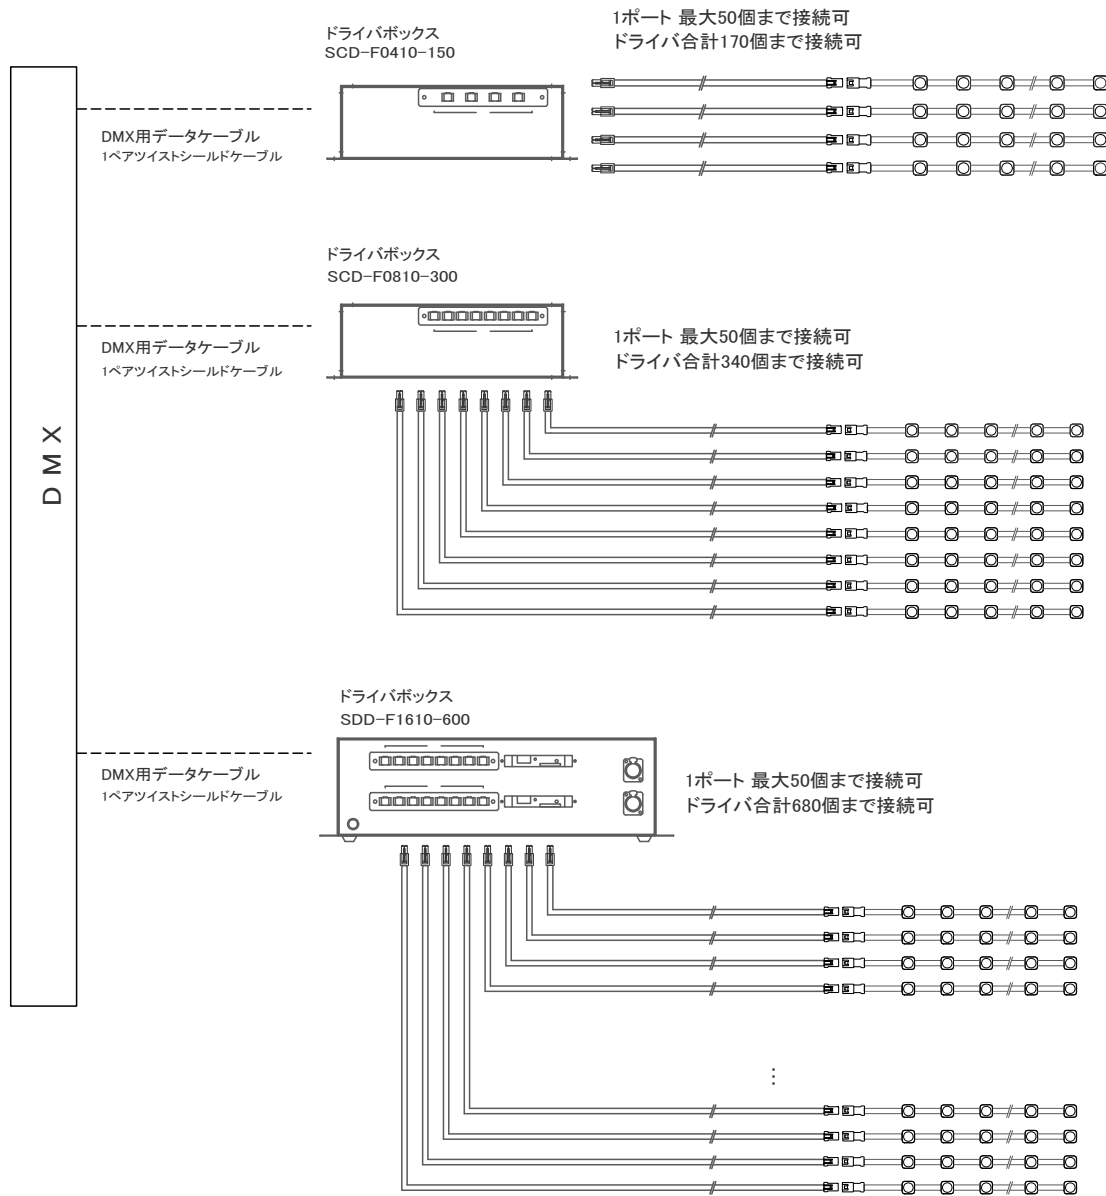 1ポート 最大50個まで接続可
ドライバ合計170個まで接続可
ドライバボックス
SCD-F0410-150
DMX用データケーブル
1ペアツイストシールドケーブル
ドライバボックス
SCD-F0810-300
1ポート 最大50個まで接続可
ドライバ合計340個まで接続可
DMX用データケーブル
1ペアツイストシールドケーブル
DMX
ドライバボックス
SDD-F1610-600
DMX用データケーブル
1ペアツイストシールドケーブル
1ポート 最大50個まで接続可
ドライバ合計680個まで接続可